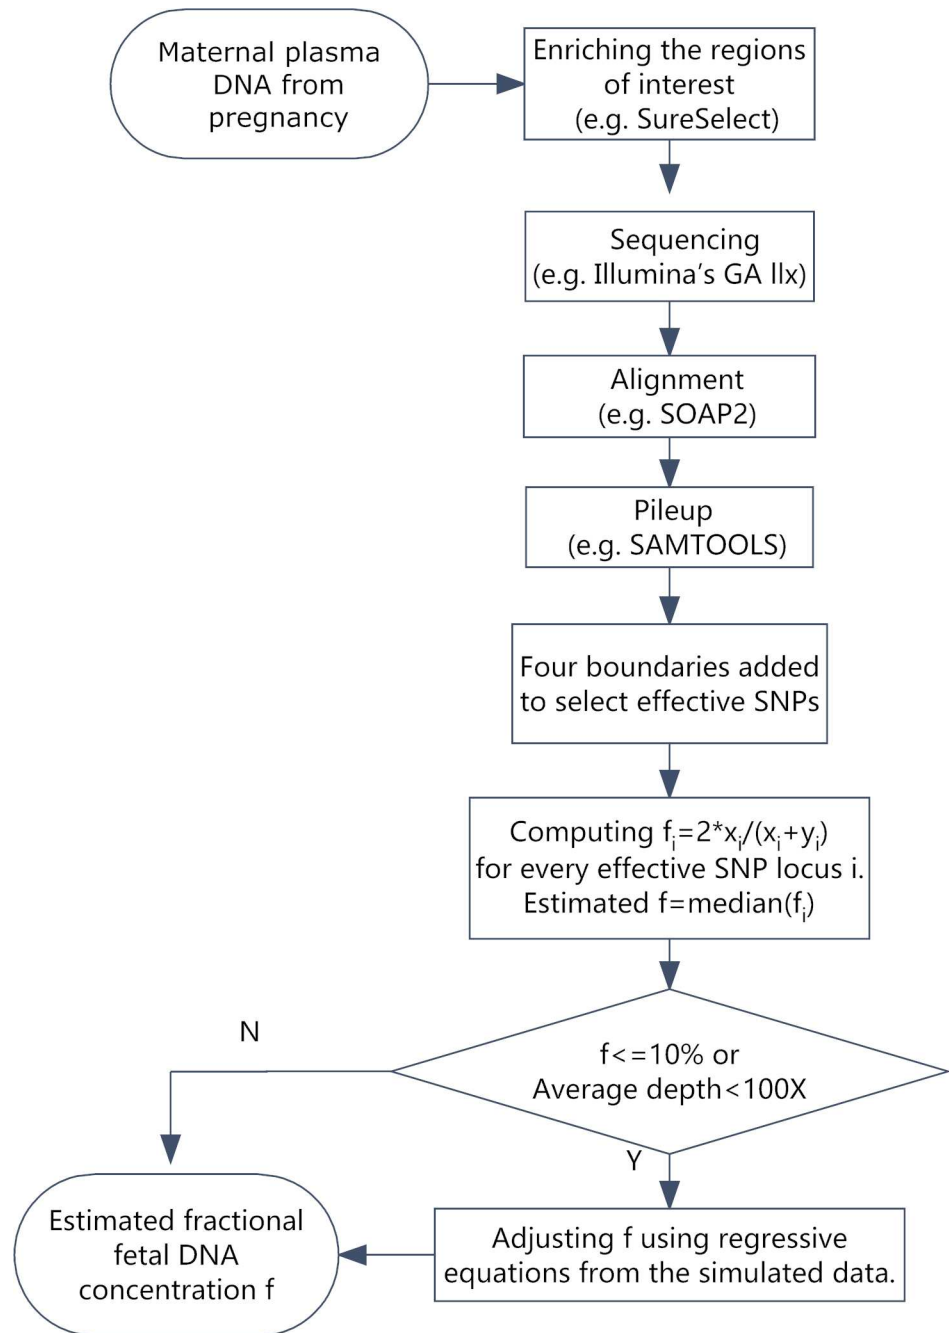 Maternal plasma
DNA from
pregnancy
Enriching the regions
of interest
(e.g. SureSelect)
Sequencing
(e.g. Illumina's GA llx)
Alignment
(e.g. SOAP2)
Pileup
(e.g. SAMTOOLS)
Four boundaries added
to select effective SNPs
Computing fᵢ=2*xᵢ/(xᵢ+yᵢ)
for every effective SNP locus i.
Estimated f=median(fᵢ)
N
f<=10% or
Average depth<100X
Y
Adjusting f using regressive
equations from the simulated data.
Estimated fractional
fetal DNA
concentration f